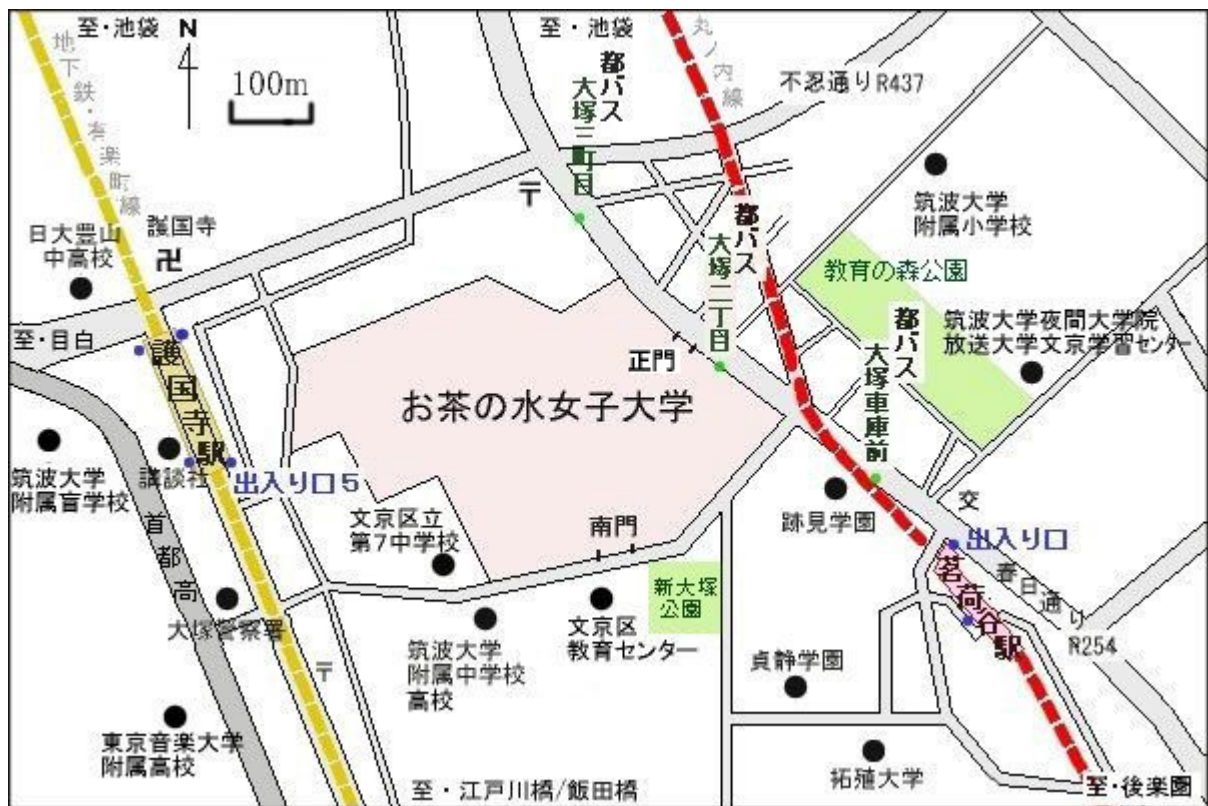 至・池袋
N
100m
地下鉄・有楽町線
至・池袋
都バス
大塚三町目
丸ノ内線
不忍通りR437
〒
日大豊山
中高校
護国寺
卍
筑波大学
附属小学校
都バス
大塚二丁目
教育の森公園
至・目白
護国寺駅
正門
都バス
大塚車庫前
筑波大学夜間大学院
放送大学文京学習センター
お茶の水女子大学
筑波大学
附属盲学校
講談社
出入り口5
首都高
文京区立
第7中学校
南門
跡見学園
交
出入り口
茗荷谷駅
春日通り
R254
新大塚
公園
大塚警察署
筑波大学
附属中学校
高校
文京区
教育センター
〒
貞静学園
東京音楽大学
附属高校
拓殖大学
至・江戸川橋/飯田橋
至・後楽園